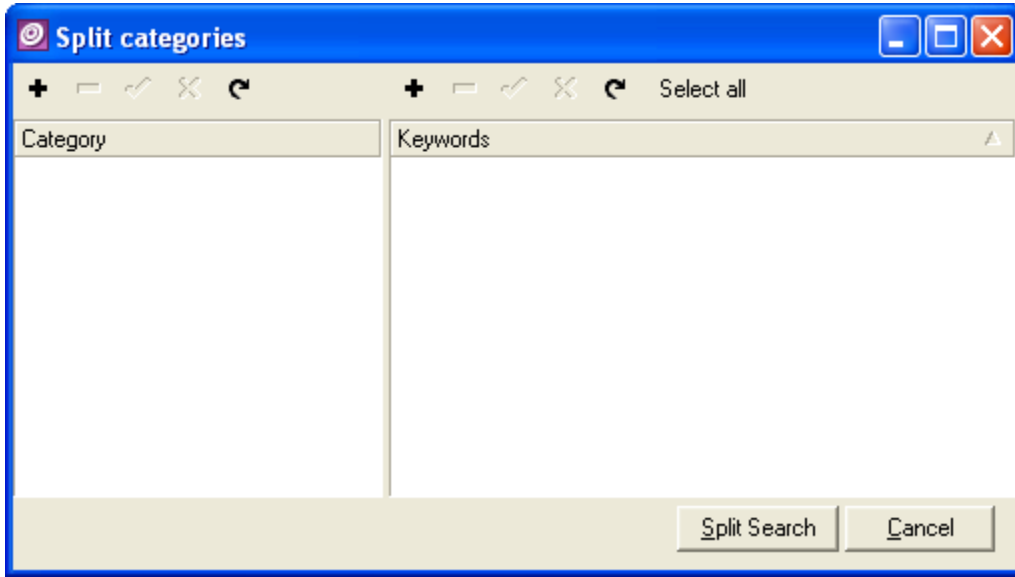 Split categories
Select all
Category
Keywords
Split Search
Cancel